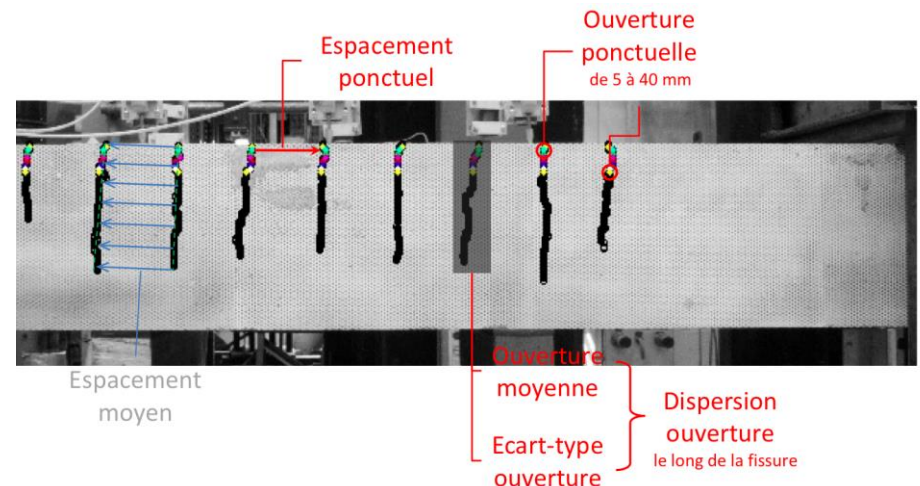 Ouverture
ponctuelle
de 5 à 40 mm
Espacement
ponctuel
Espacement
moyen
Ouverture
moyenne
Ecart-type
ouverture
Dispersion
ouverture
le long de la fissure